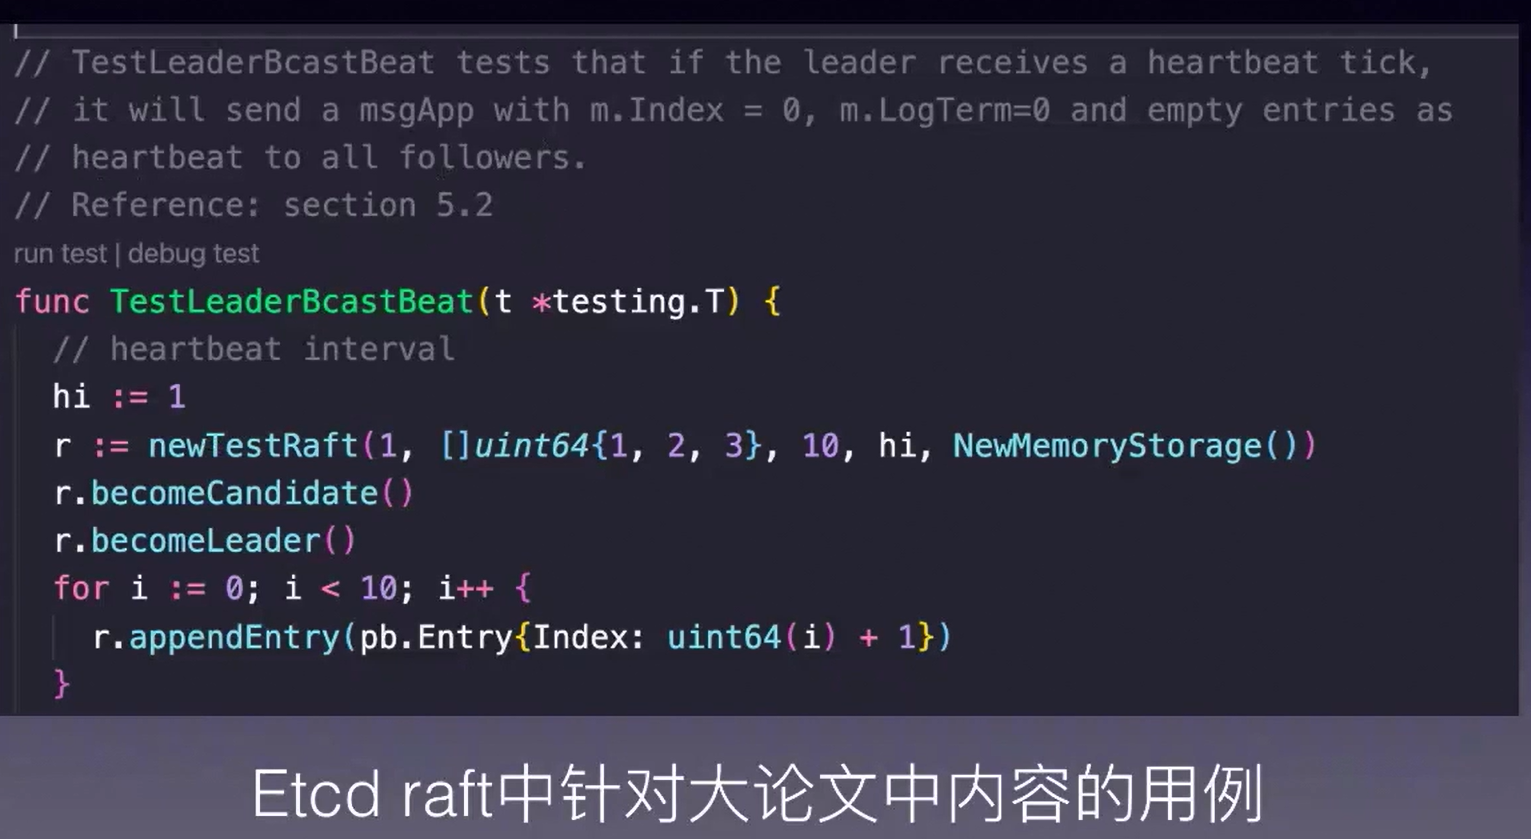 // TestLeaderBcastBeat tests that if the leader receives a heartbeat tick,
// it will send a msgApp with m.Index = 0, m.LogTerm=0 and empty entries as
// heartbeat to all followers.
// Reference: section 5.2
run test | debug test
func TestLeaderBcastBeat(t *testing.T) {
  // heartbeat interval
  hi := 1
  r := newTestRaft(1, []uint64{1, 2, 3}, 10, hi, NewMemoryStorage())
  r.becomeCandidate()
  r.becomeLeader()
  for i := 0; i < 10; i++ {
    r.appendEntry(pb.Entry{Index: uint64(i) + 1})
  }
Etcd raft中针对大论文中内容的用例